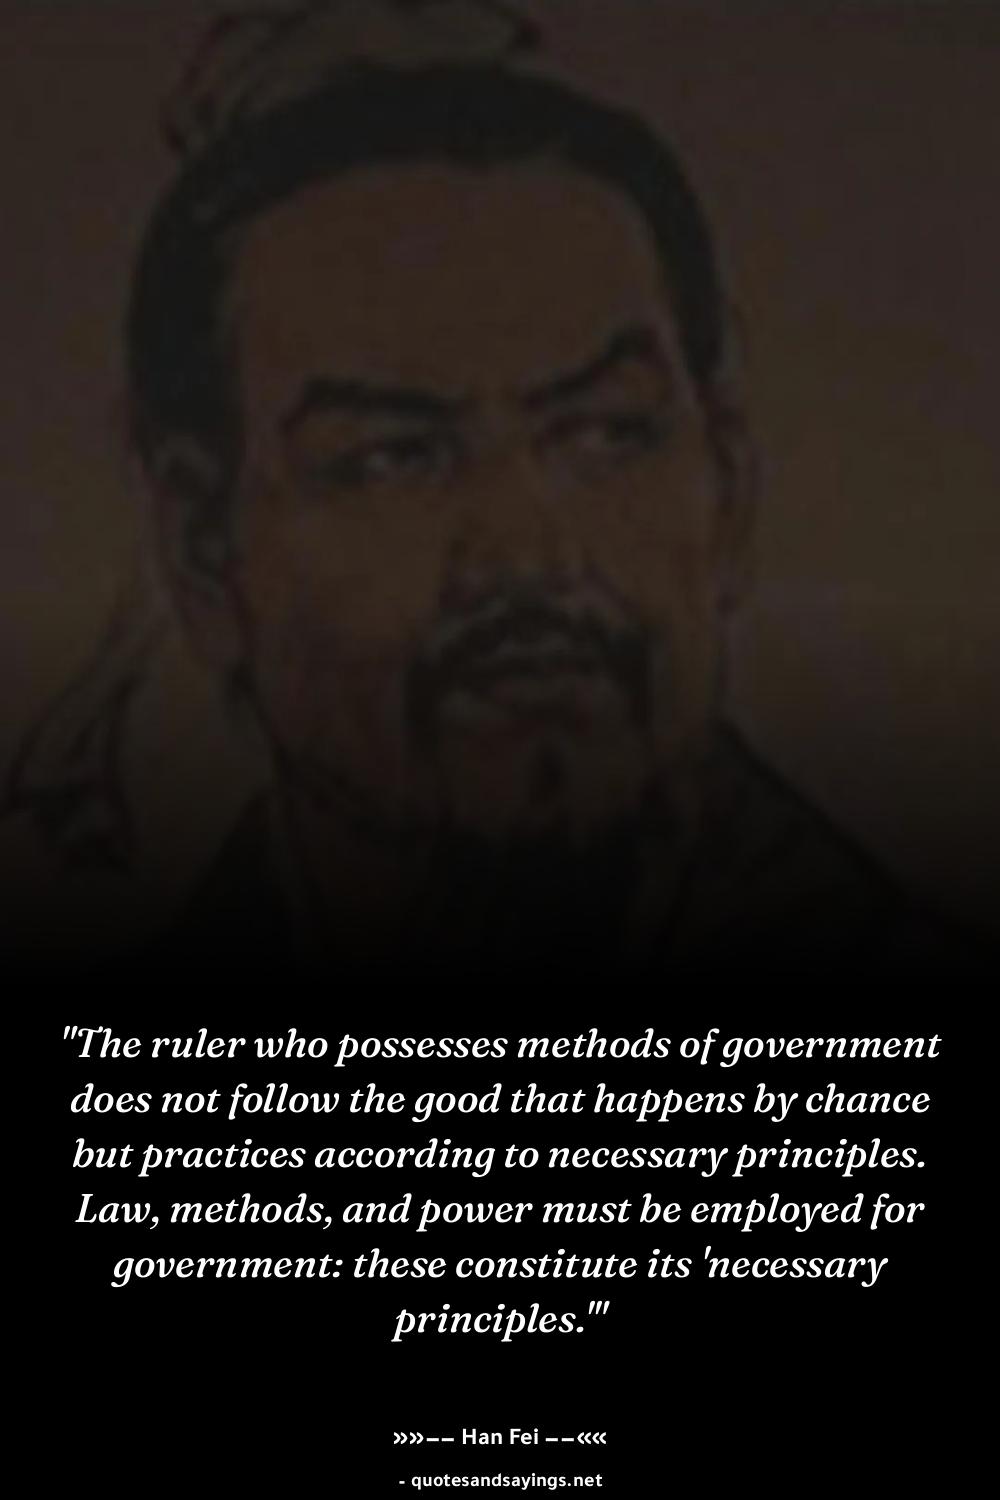 "The ruler who possesses methods of government
does not follow the good that happens by chance
but practices according to necessary principles.
Law, methods, and power must be employed for
government: these constitute its 'necessary
principles.'"
»»−− Han Fei −−««
- quotesandsayings.net